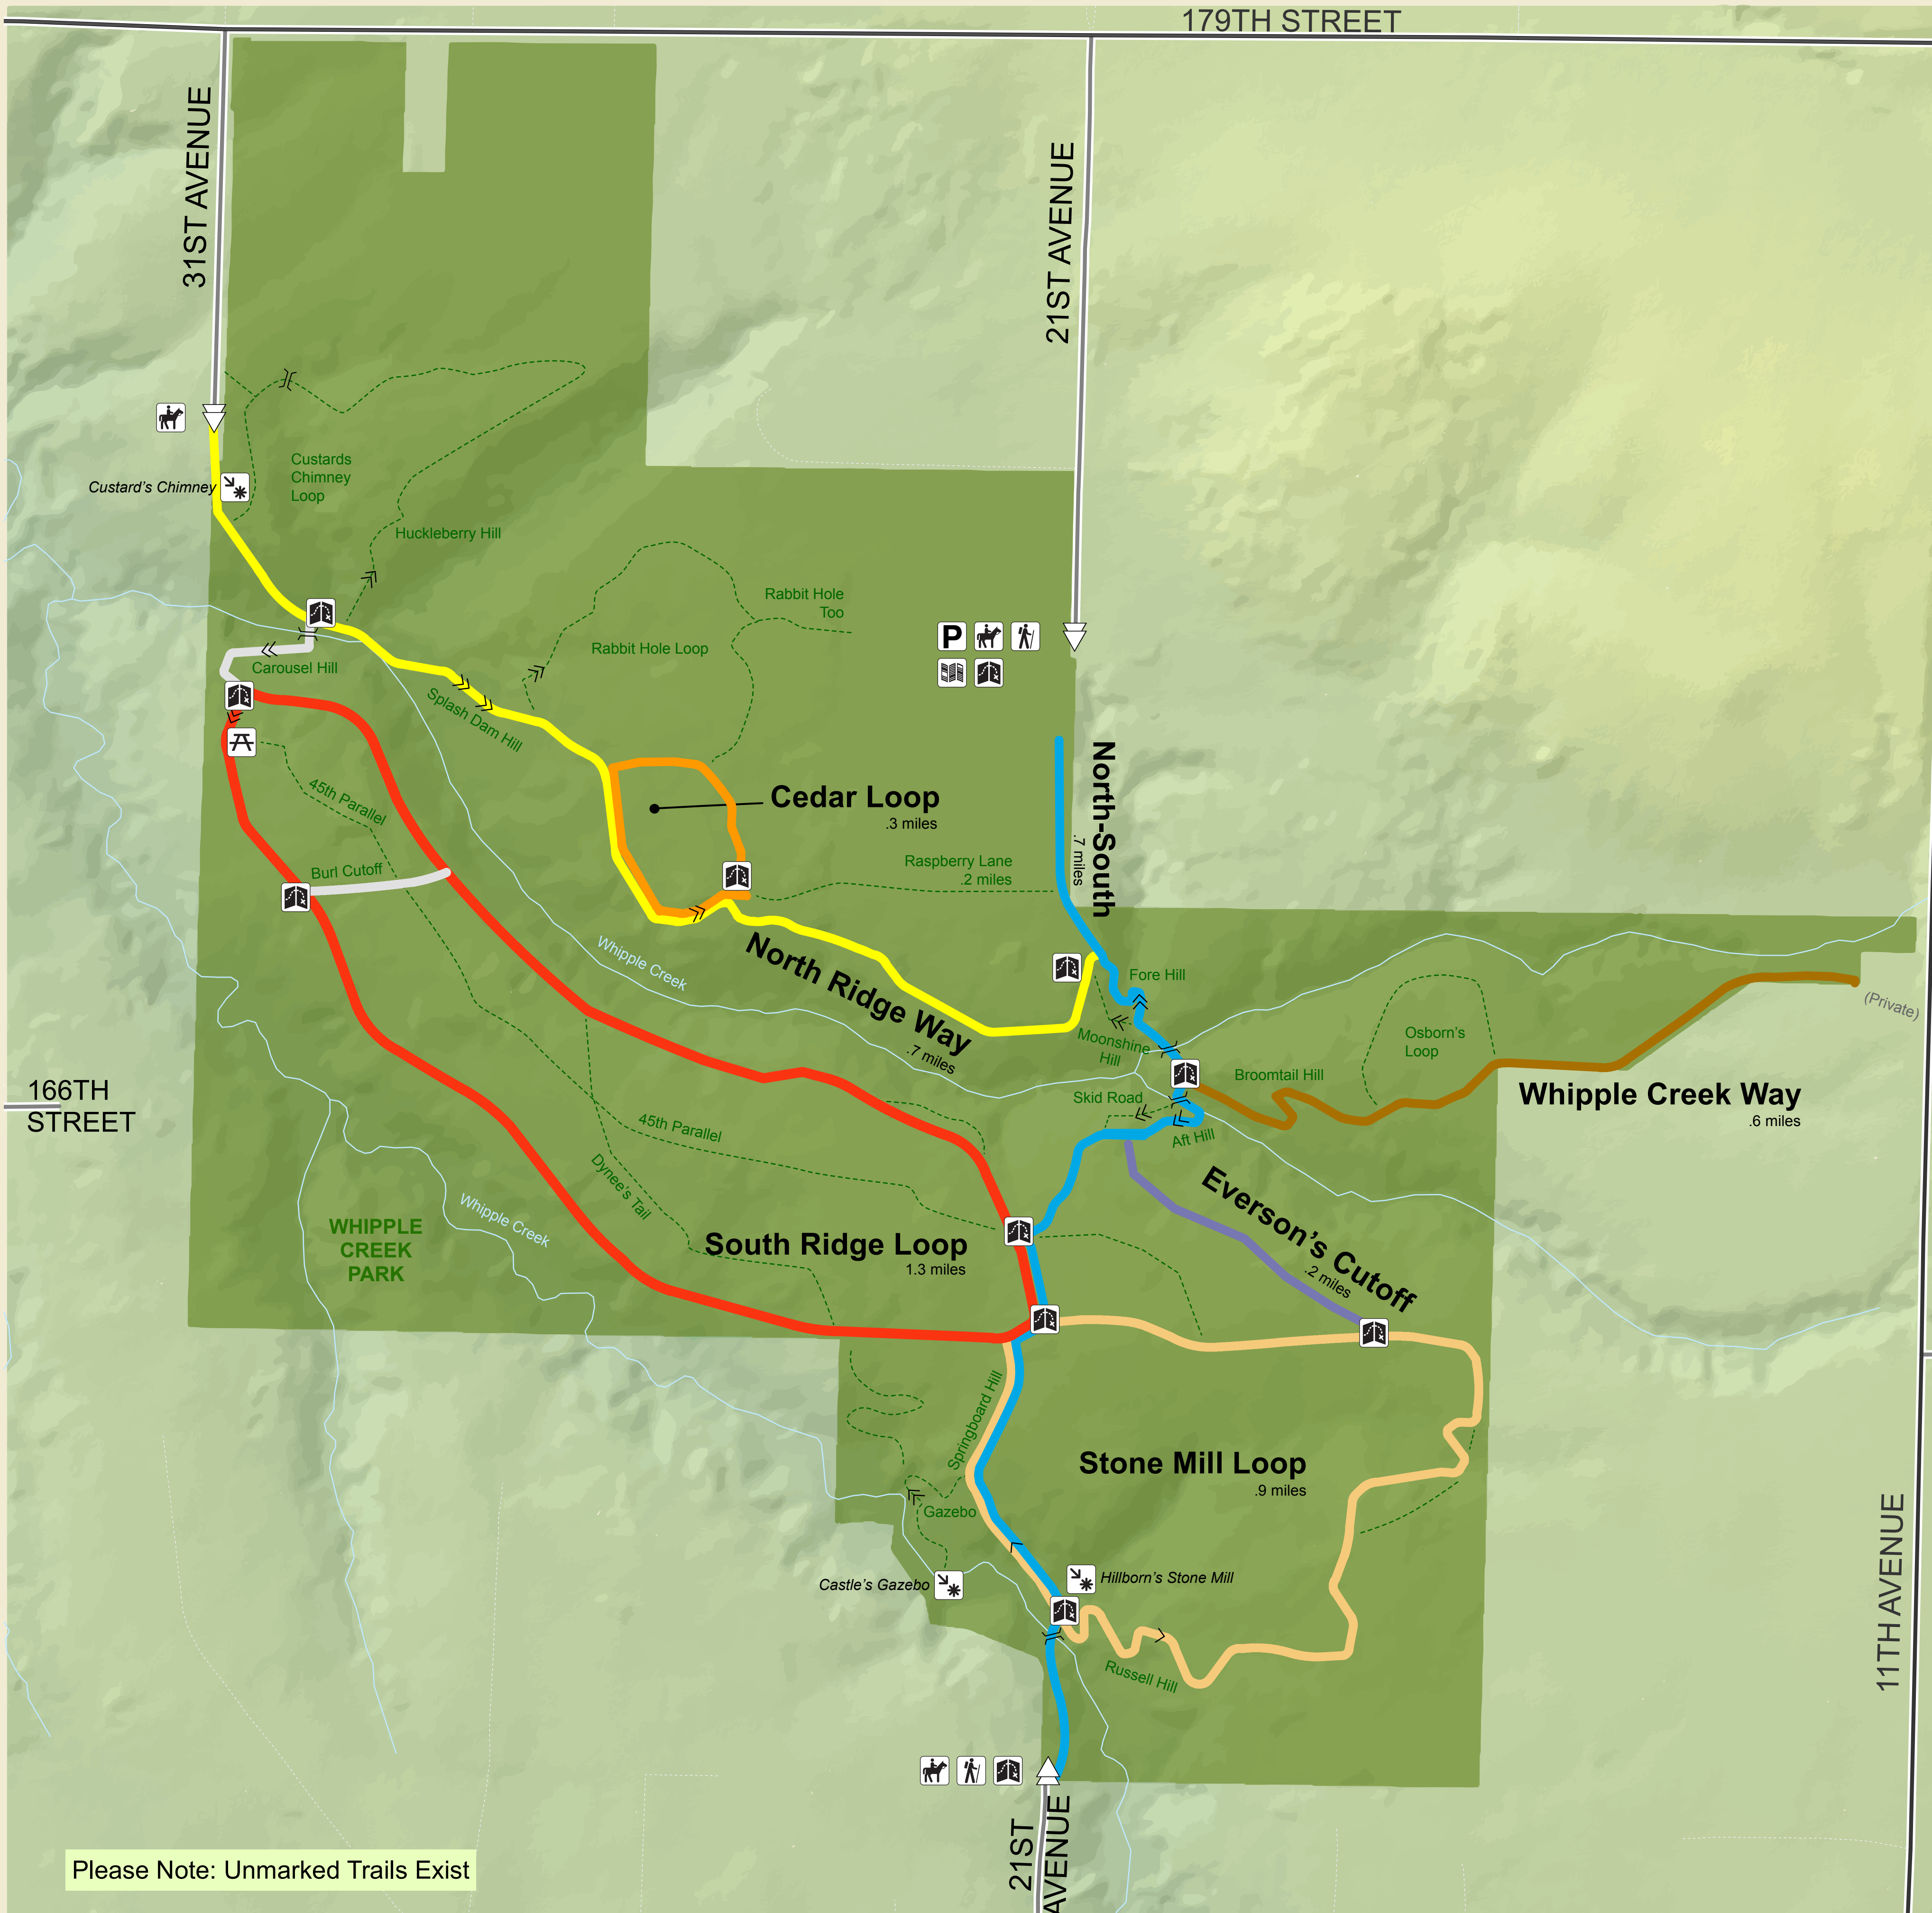 179TH STREET
31ST AVENUE
21ST AVENUE
Custard's Chimney
Custards
Chimney
Loop
Huckleberry Hill
Rabbit Hole
Too
Rabbit Hole Loop
P
Carousel Hill
Splash Dam Hill
45th Parallel
Cedar Loop
.3 miles
North-South
.7 miles
Burl Cutoff
Raspberry Lane
.2 miles
Whipple Creek
North Ridge Way
.7 miles
Fore Hill
Moonshine
Hill
Osborn's
Loop
(Private)
Broomtail Hill
Whipple Creek Way
.6 miles
Skid Road
Aft Hill
166TH
STREET
45th Parallel
Dynee's Tail
Everson's Cutoff
.2 miles
Whipple Creek
WHIPPLE
CREEK
PARK
South Ridge Loop
1.3 miles
Springboard Hill
Stone Mill Loop
.9 miles
Gazebo
Castle's Gazebo
Hillborn's Stone Mill
Russell Hill
11TH AVENUE
21ST
AVENUE
Please Note: Unmarked Trails Exist